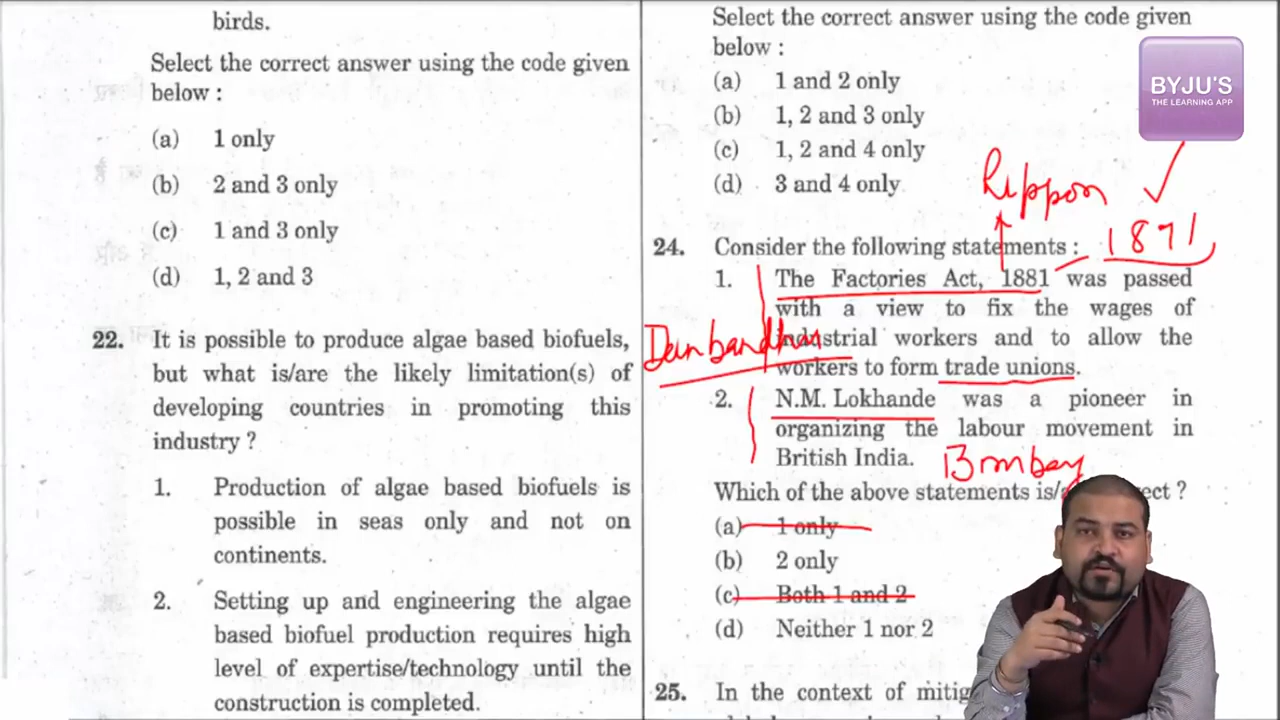 birds.
Select the correct answer using the code given
below :
(a) 1 only
(b) 2 and 3 only
(c) 1 and 3 only
(d) 1, 2 and 3
22. It is possible to produce algae based biofuels,
but what is/are the likely limitation(s) of
developing countries in promoting this
industry ?
1. Production of algae based biofuels is
possible in seas only and not on
continents.
2. Setting up and engineering the algae
based biofuel production requires high
level of expertise/technology until the
construction is completed.
Select the correct answer using the code given
below :
(a) 1 and 2 only
(b) 1, 2 and 3 only
(c) 1, 2 and 4 only
(d) 3 and 4 only
Rippon
1891
24. Consider the following statements :
1. The Factories Act, 1881 was passed
with a view to fix the wages of
industrial workers and to allow the
workers to form trade unions.
Deenbandhu
2. N.M. Lokhande was a pioneer in
organizing the labour movement in
British India.
Bombay
Which of the above statements is/ ect ?
(a) 1 only
(b) 2 only
(c) Both 1 and 2
(d) Neither 1 nor 2
25. In the context of mitig
BYJU'S
THE LEARNING APP